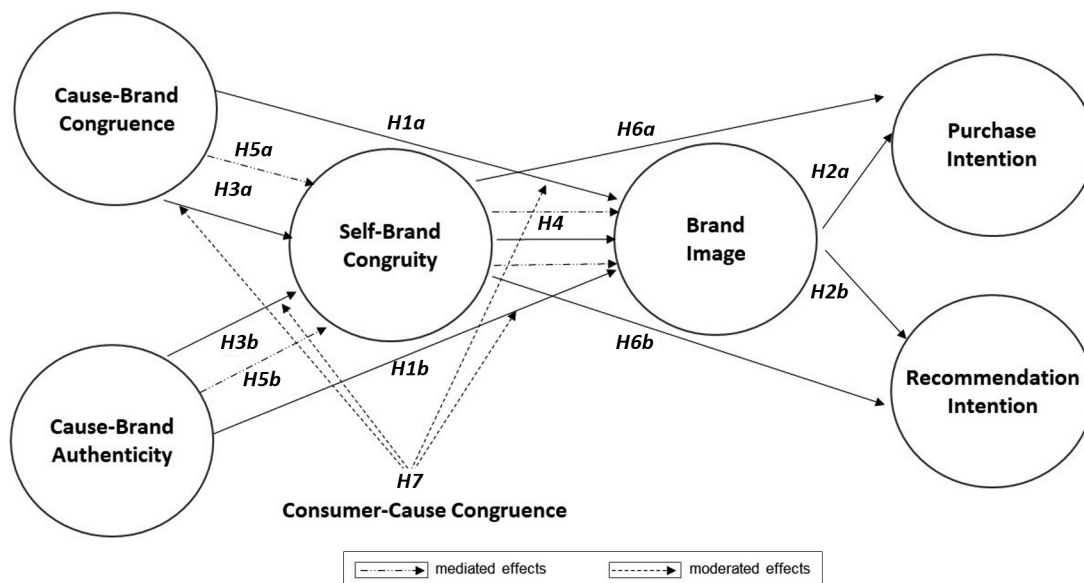 Cause-Brand
Congruence
H1a
H5a
H3a
Self-Brand
Congruity
H4
H6a
Brand
Image
H2a
Purchase
Intention
H2b
Recommendation
Intention
H6b
H3b
H5b
H1b
Cause-Brand
Authenticity
H7
Consumer-Cause Congruence
mediated effects
moderated effects